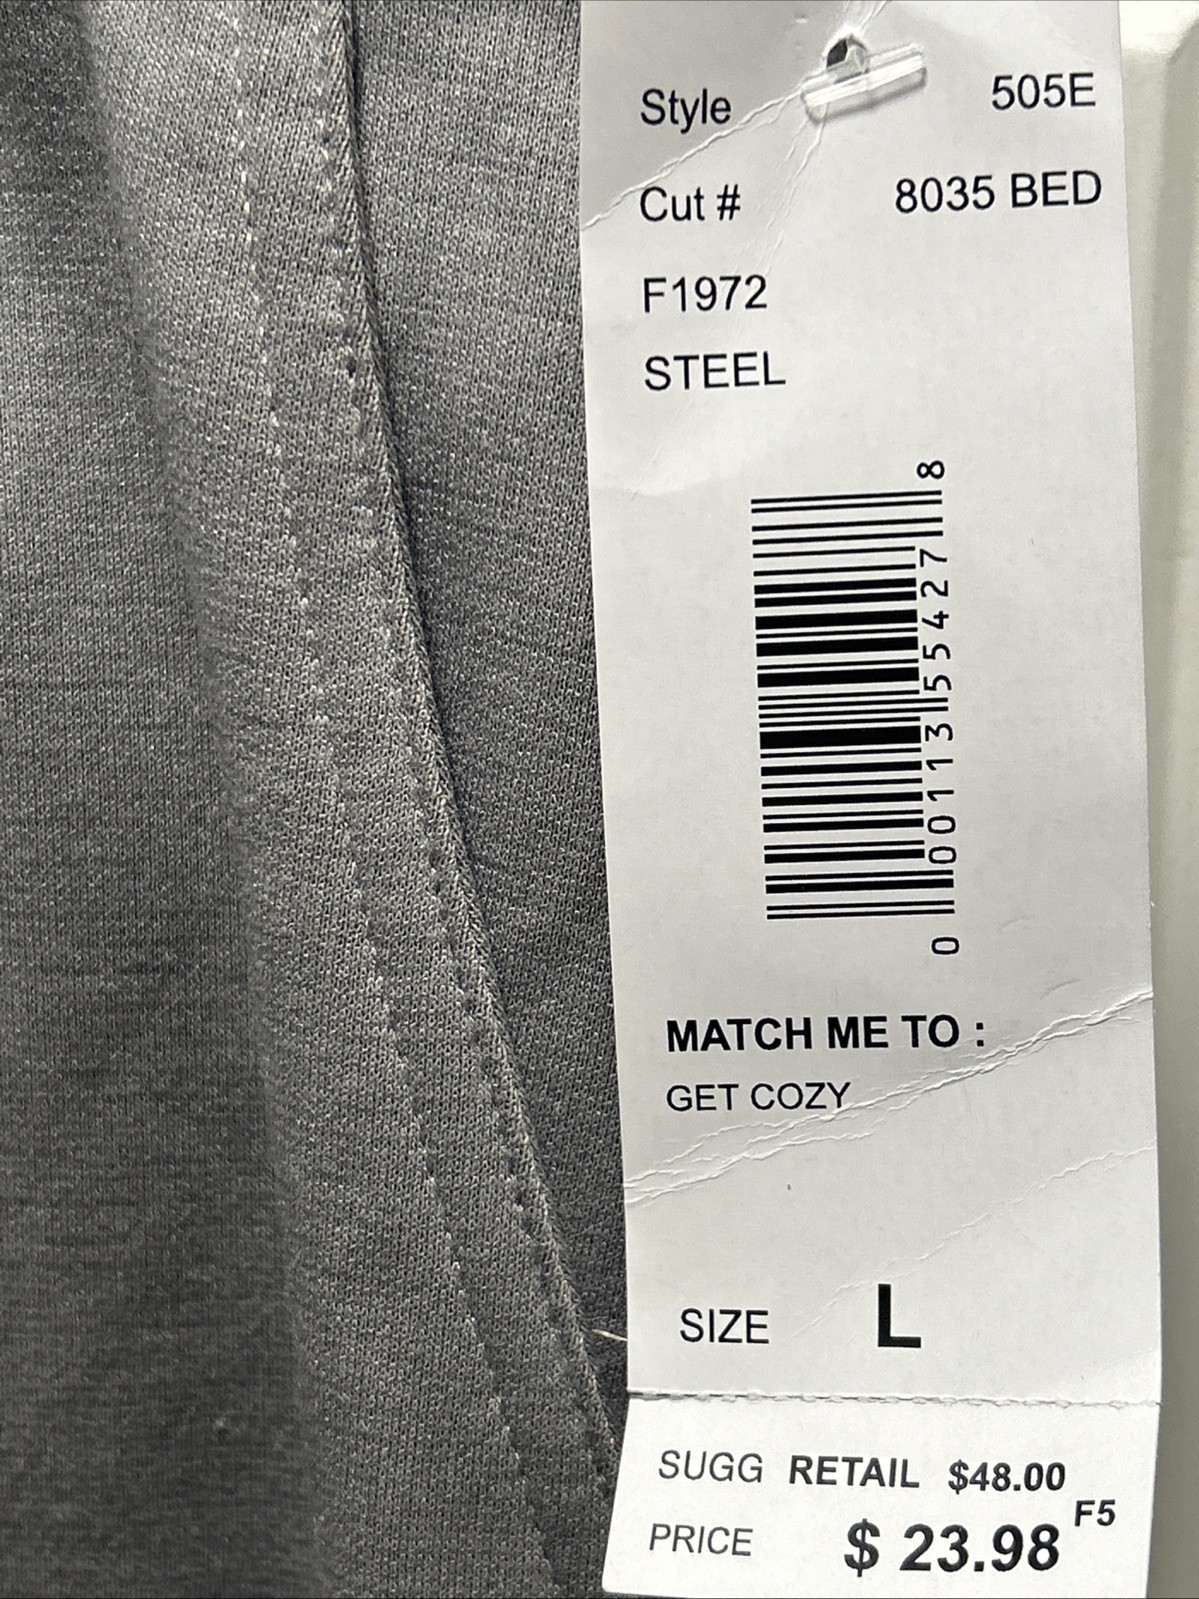 Style 505E
Cut # 8035 BED
F1972
STEEL
0 00113 55427 8
MATCH ME TO :
GET COZY
SIZE L
SUGG RETAIL $48.00
F5
PRICE $ 23.98